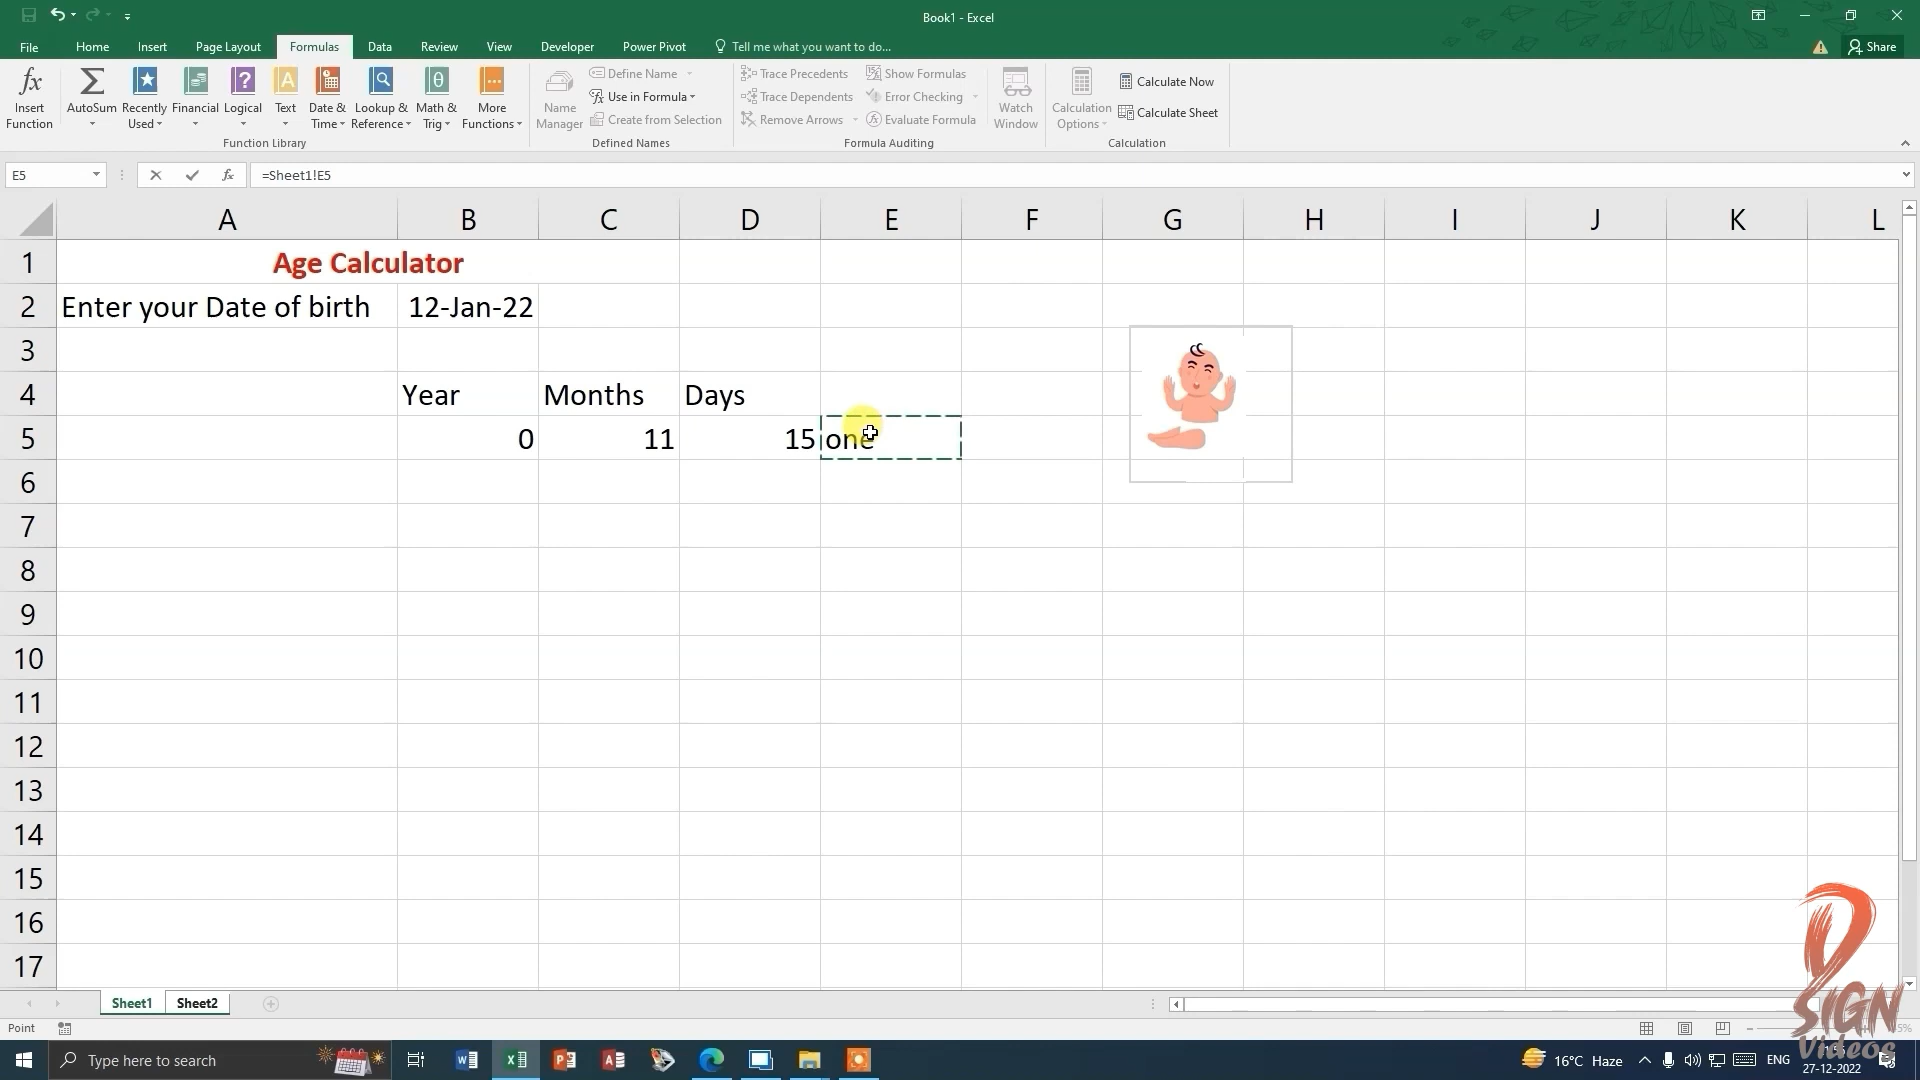 Book1 - Excel
File Home Insert Page Layout Formulas Data Review View Developer Power Pivot Tell me what you want to do... Share
Insert Function
AutoSum
Recently Used
Financial
Logical
Text
Date & Time
Lookup & Reference
Math & Trig
More Functions
Function Library
Name Manager
Define Name
Use in Formula
Create from Selection
Defined Names
Trace Precedents
Trace Dependents
Remove Arrows
Show Formulas
Error Checking
Evaluate Formula
Formula Auditing
Watch Window
Calculation Options
Calculate Now
Calculate Sheet
Calculation
E5 fx =Sheet1!E5
A B C D E F G H I J K L
1 Age Calculator
2 Enter your Date of birth 12-Jan-22
3
4 Year Months Days
5 0 11 15 one
6
7
8
9
10
11
12
13
14
15
16
17
Sheet1 Sheet2
Point
Type here to search
16°C Haze ENG
27-12-2022
D
SIGN
Videos